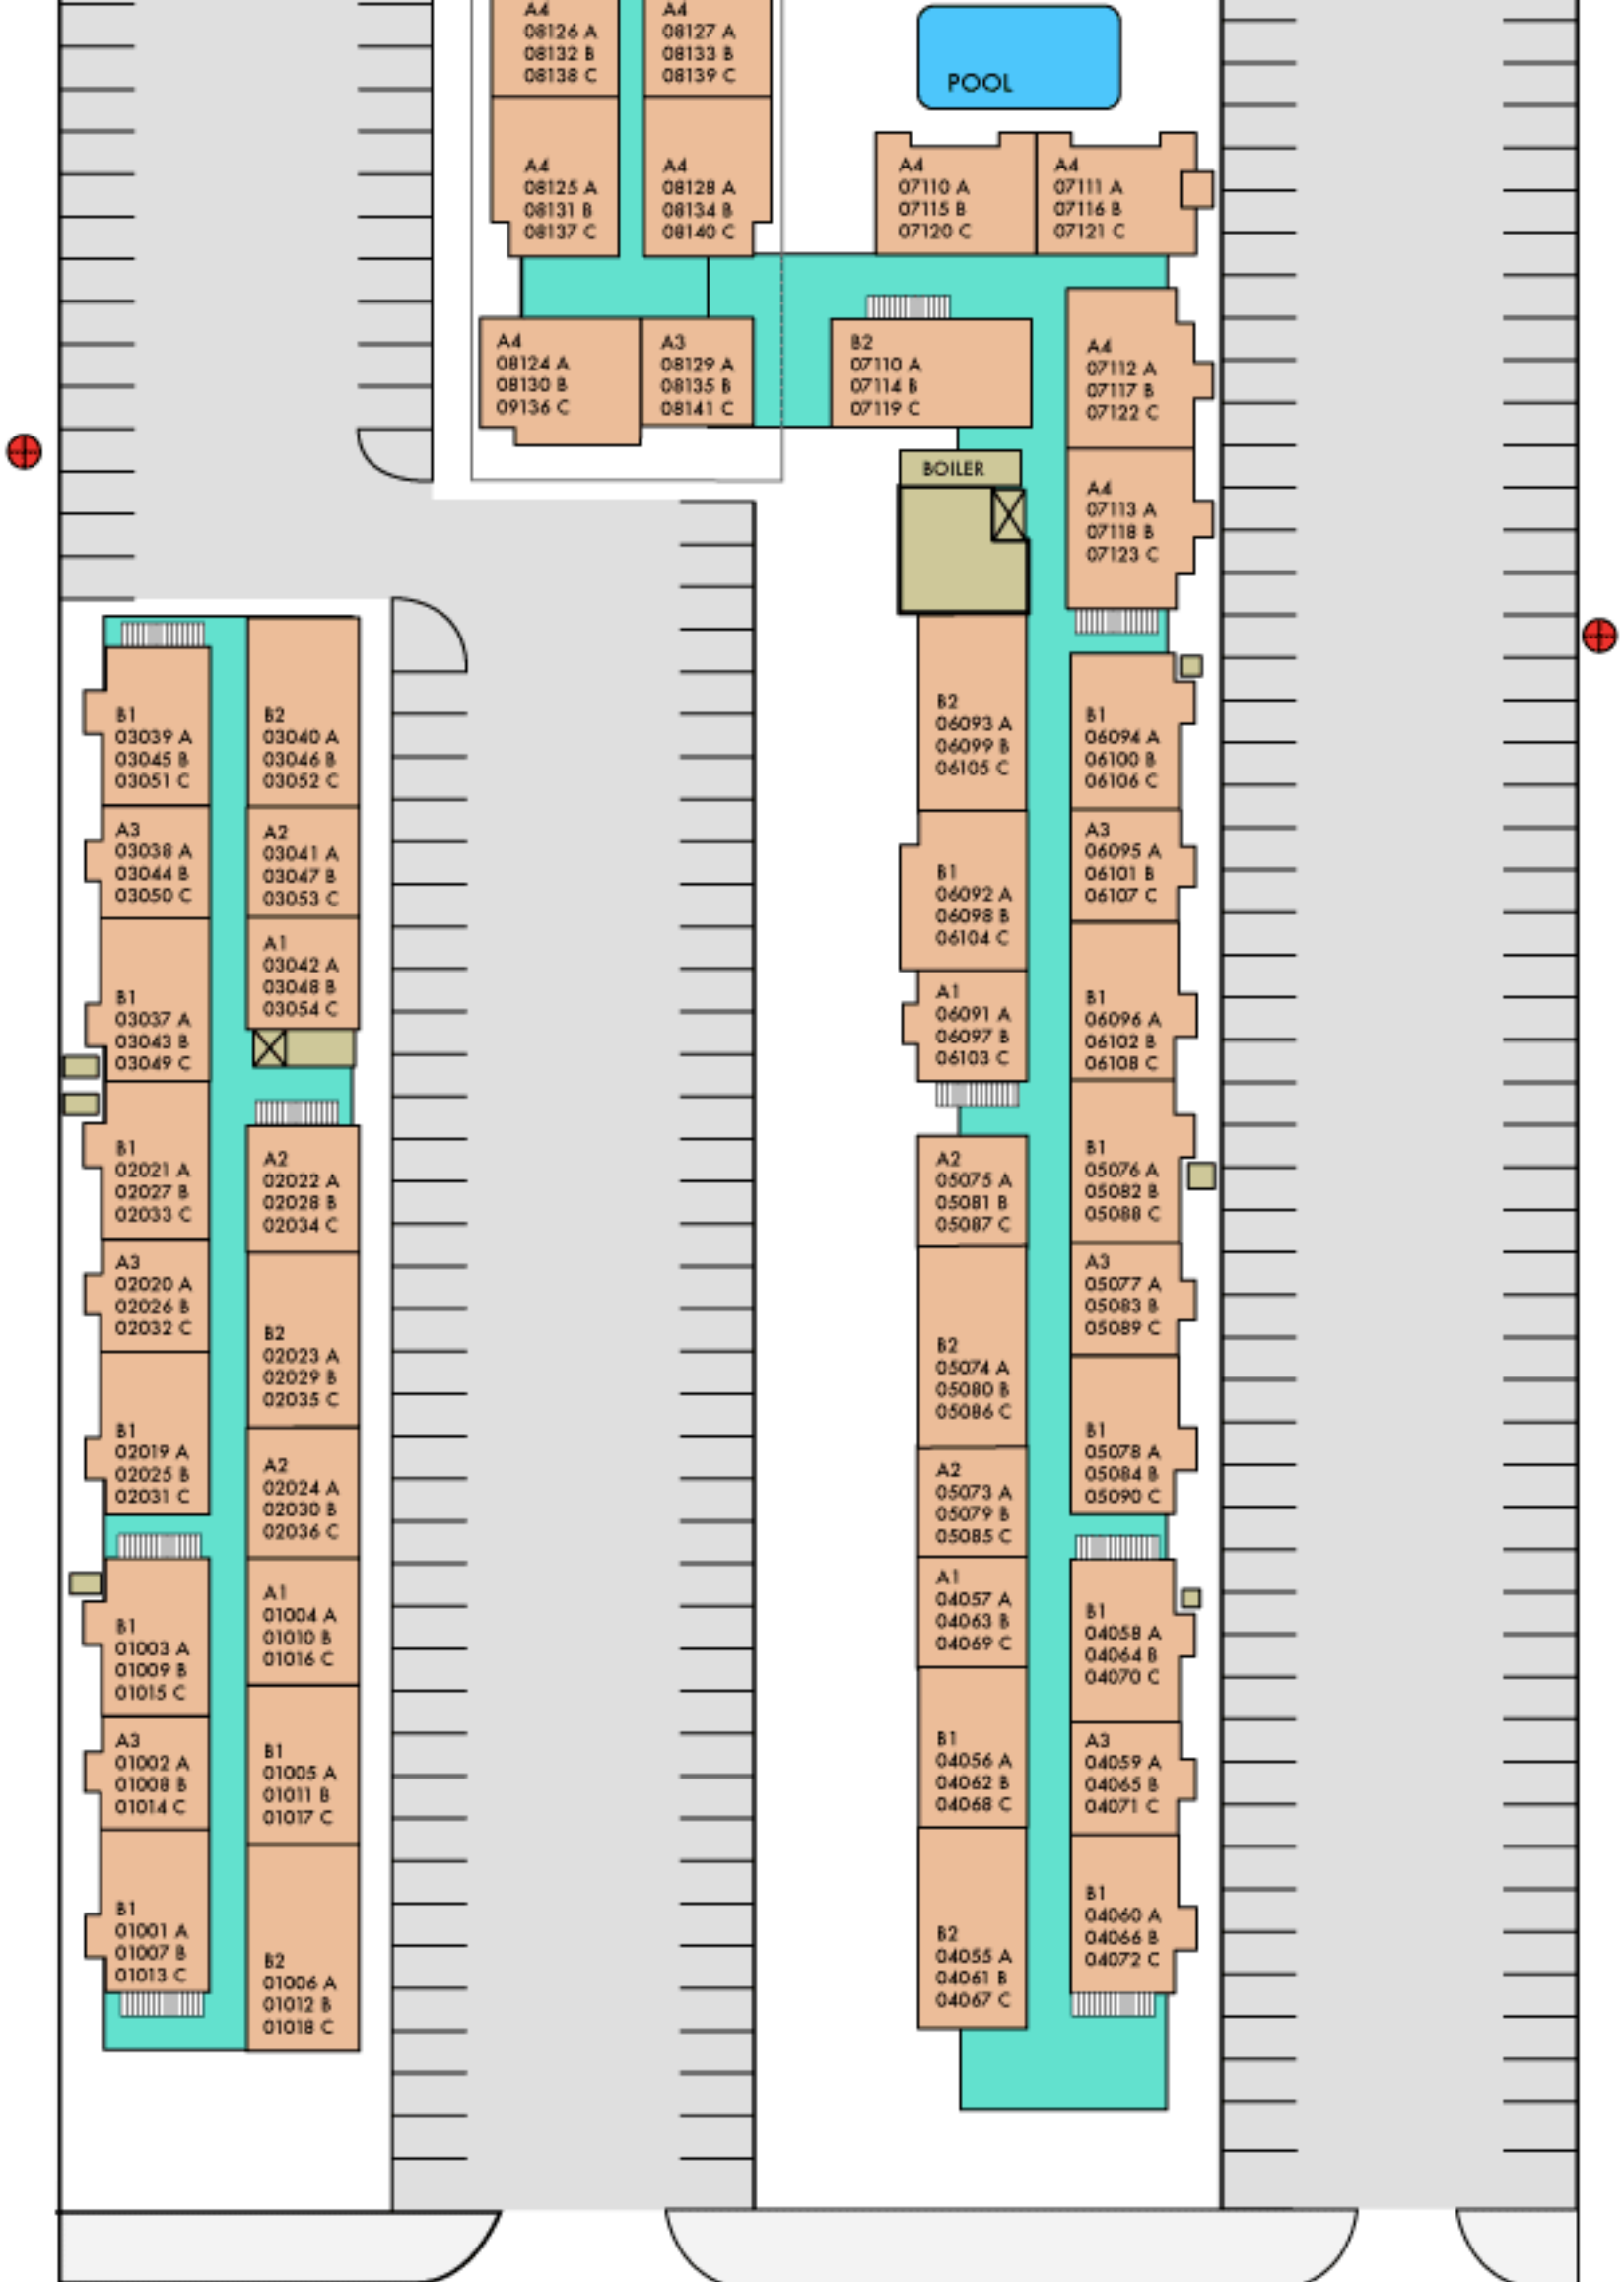 A4
08126 A
08132 B
08138 C
A4
08127 A
08133 B
08139 C
POOL
A4
08125 A
08131 B
08137 C
A4
08128 A
08134 B
08140 C
A4
07110 A
07115 B
07120 C
A4
07111 A
07116 B
07121 C
A4
08124 A
08130 B
09136 C
A3
08129 A
08135 B
08141 C
B2
07110 A
07114 B
07119 C
A4
07112 A
07117 B
07122 C
BOILER
A4
07113 A
07118 B
07123 C
B1
03039 A
03045 B
03051 C
B2
03040 A
03046 B
03052 C
A3
03038 A
03044 B
03050 C
A2
03041 A
03047 B
03053 C
A1
03042 A
03048 B
03054 C
B1
03037 A
03043 B
03049 C
B1
02021 A
02027 B
02033 C
A2
02022 A
02028 B
02034 C
A3
02020 A
02026 B
02032 C
B2
02023 A
02029 B
02035 C
B1
02019 A
02025 B
02031 C
A2
02024 A
02030 B
02036 C
B1
01003 A
01009 B
01015 C
A1
01004 A
01010 B
01016 C
A3
01002 A
01008 B
01014 C
B1
01005 A
01011 B
01017 C
B1
01001 A
01007 B
01013 C
B2
01006 A
01012 B
01018 C
B2
06093 A
06099 B
06105 C
B1
06094 A
06100 B
06106 C
A3
06095 A
06101 B
06107 C
B1
06092 A
06098 B
06104 C
A1
06091 A
06097 B
06103 C
B1
06096 A
06102 B
06108 C
A2
05075 A
05081 B
05087 C
B1
05076 A
05082 B
05088 C
A3
05077 A
05083 B
05089 C
B2
05074 A
05080 B
05086 C
B1
05078 A
05084 B
05090 C
A2
05073 A
05079 B
05085 C
A1
04057 A
04063 B
04069 C
B1
04058 A
04064 B
04070 C
B1
04056 A
04062 B
04068 C
A3
04059 A
04065 B
04071 C
B1
04060 A
04066 B
04072 C
B2
04055 A
04061 B
04067 C